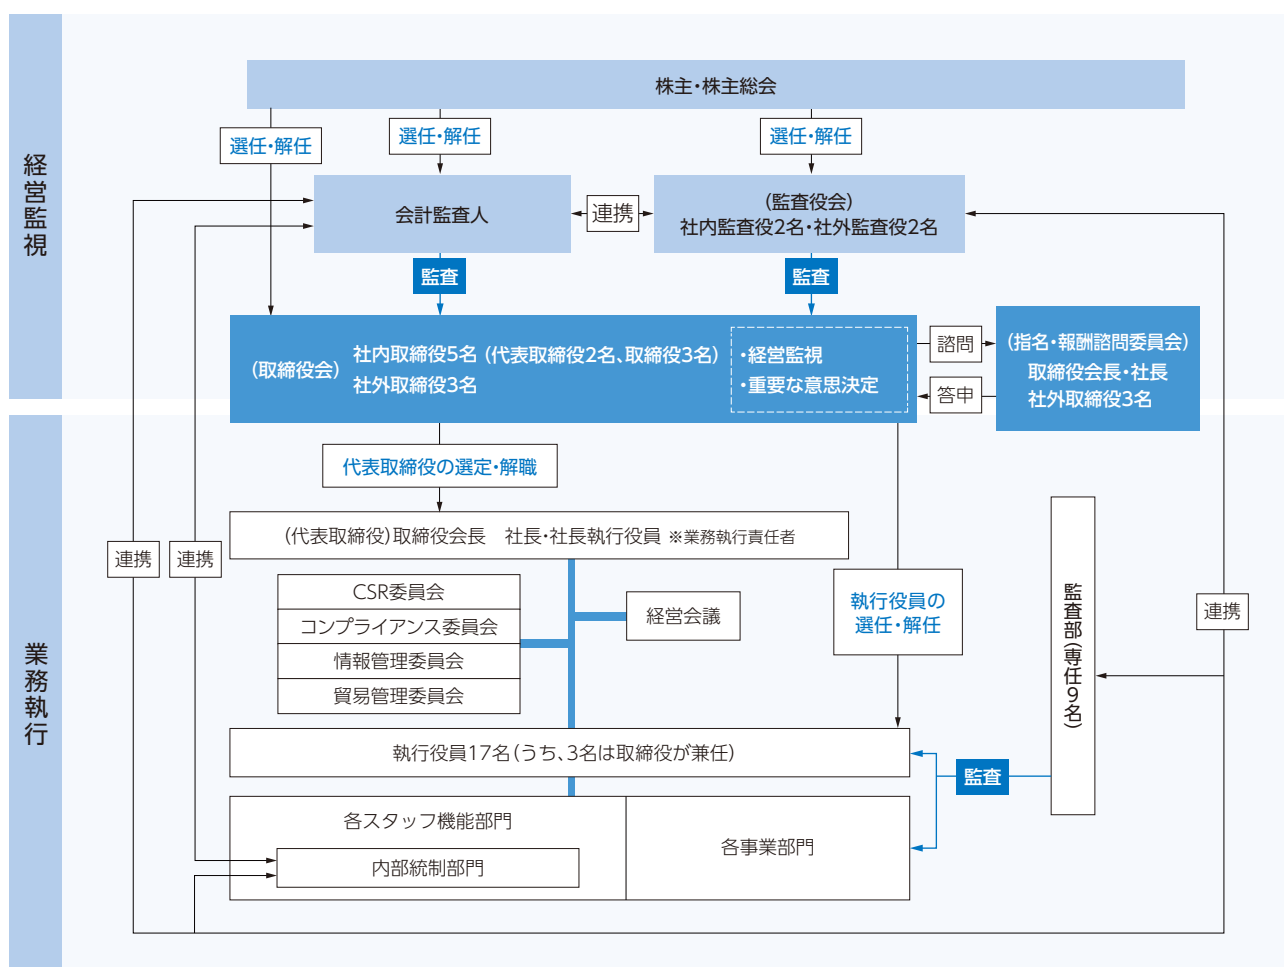 経営監視
株主・株主総会
選任・解任
選任・解任
選任・解任
会計監査人
連携
(監査役会)
社内監査役2名・社外監査役2名
監査
監査
(取締役会)
社内取締役5名(代表取締役2名、取締役3名)
社外取締役3名
・経営監視
・重要な意思決定
諮問
答申
(指名・報酬諮問委員会)
取締役会長・社長
社外取締役3名
業務執行
代表取締役の選定・解職
(代表取締役)取締役会長 社長・社長執行役員 ※業務執行責任者
連携
連携
CSR委員会
コンプライアンス委員会
情報管理委員会
貿易管理委員会
経営会議
執行役員の
選任・解任
監査部(専任9名)
連携
執行役員17名(うち、3名は取締役が兼任)
監査
各スタッフ機能部門
内部統制部門
各事業部門